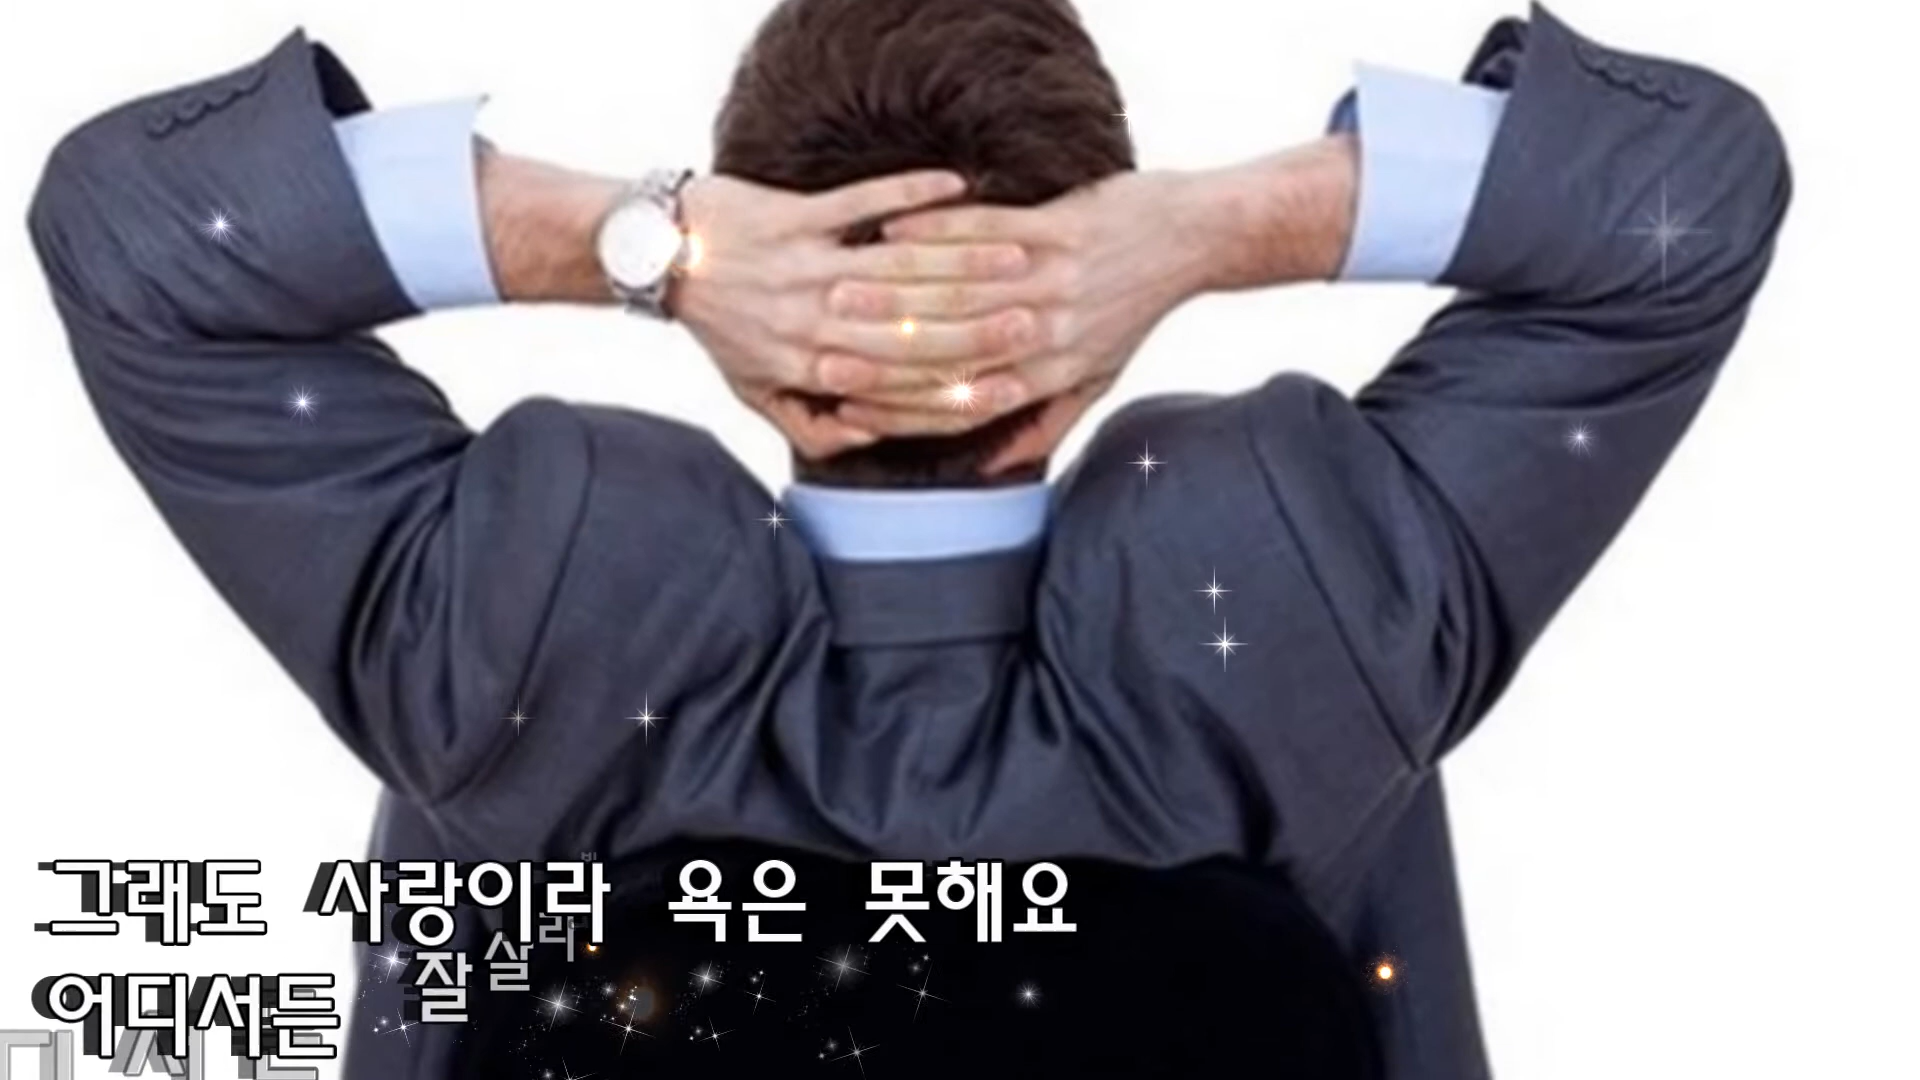 그래도 사랑이라 욕은 못해요
어디서든 잘 살라